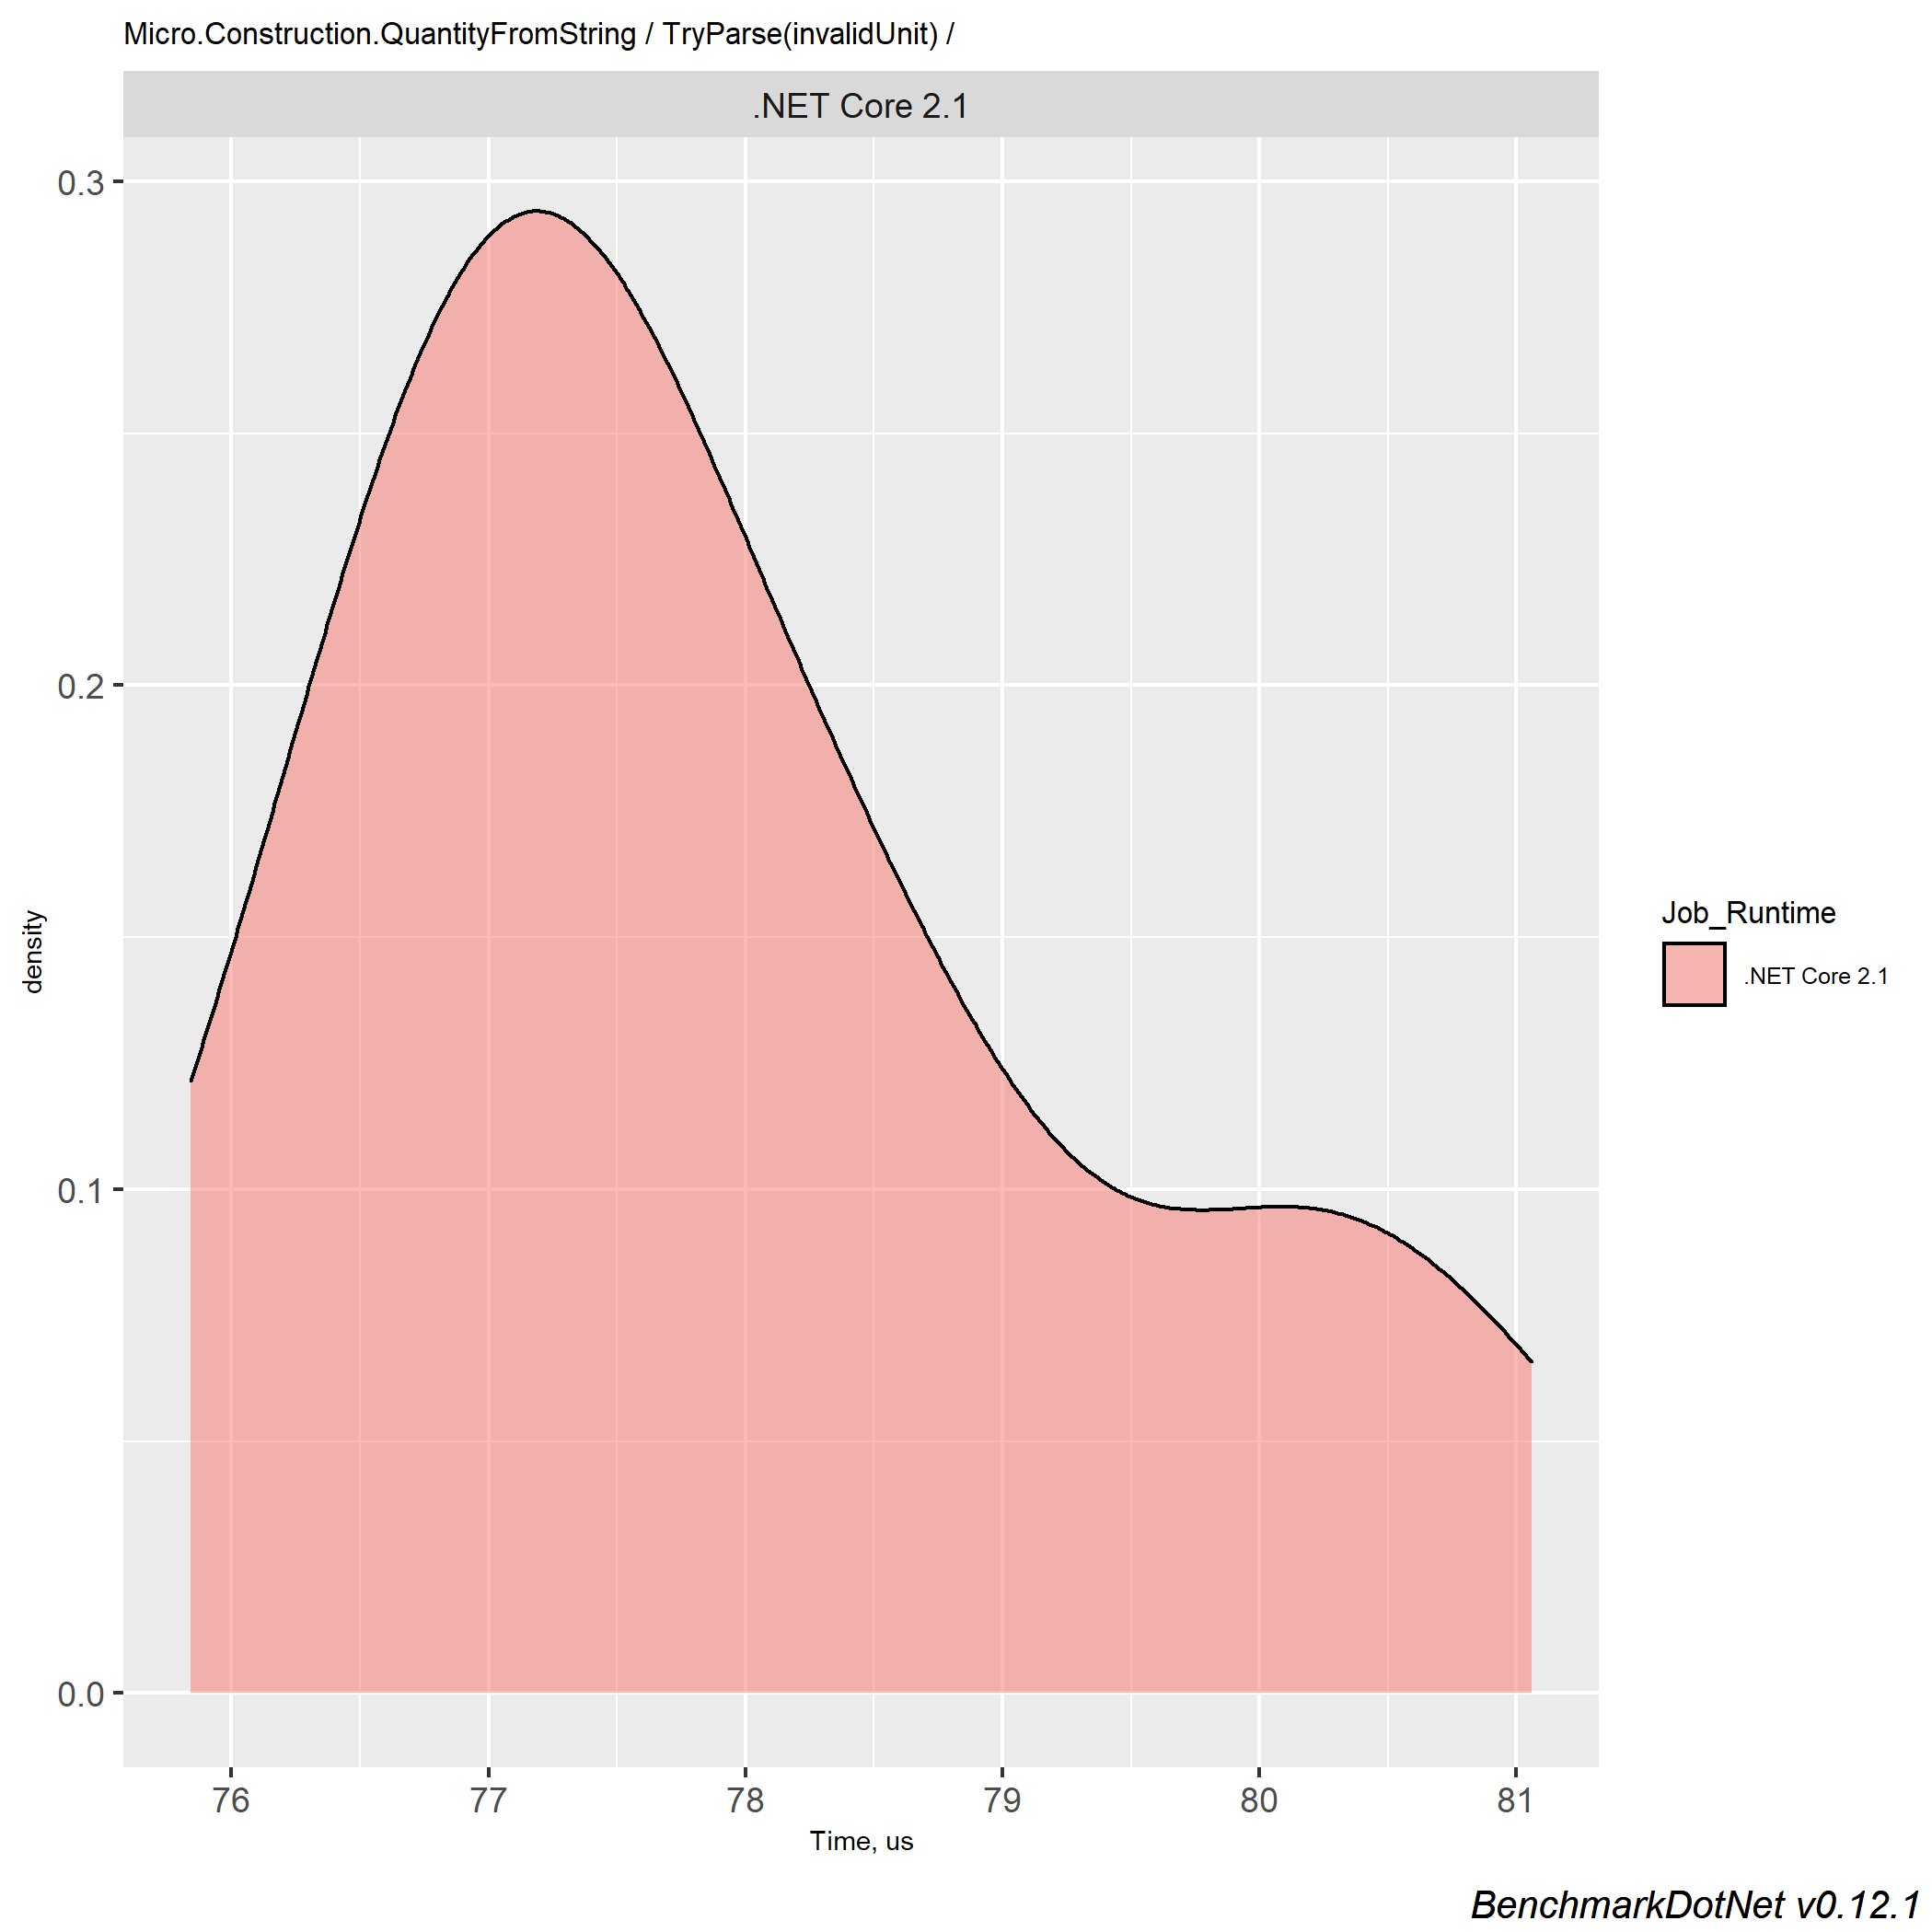 Micro.Construction.QuantityFromString / TryParse(invalidUnit) /
.NET Core 2.1
0.3
0.2
0.1
0.0
density
76 77 78 79 80 81
Time, us
Job_Runtime
.NET Core 2.1
BenchmarkDotNet v0.12.1